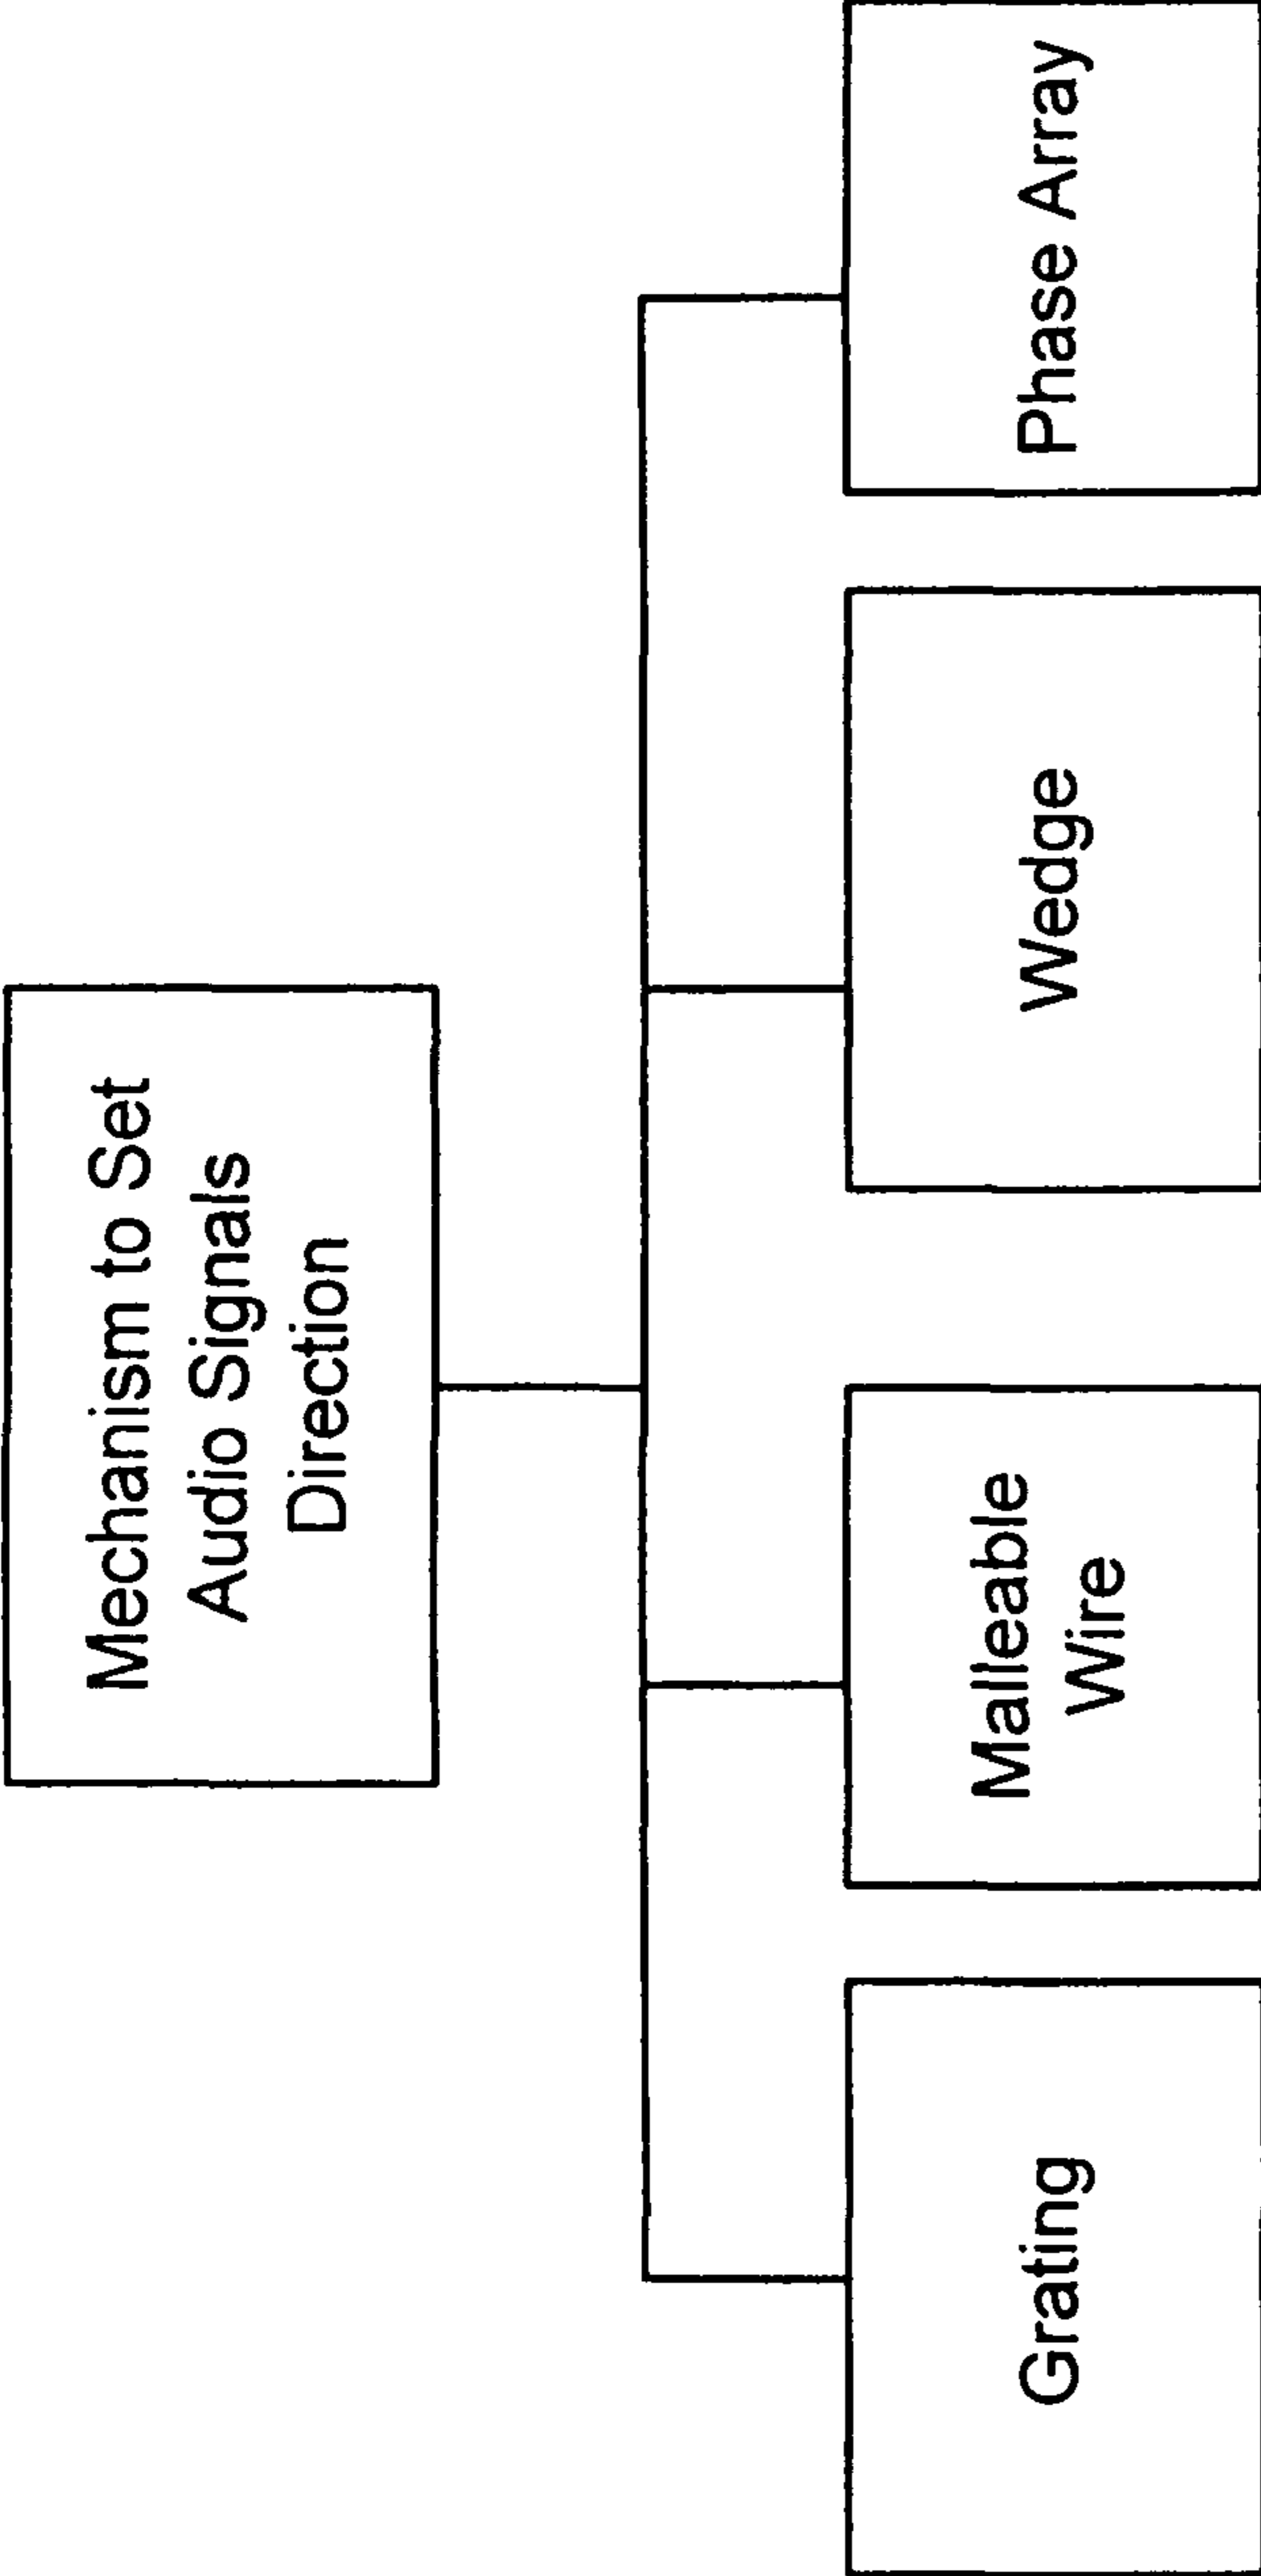 Mechanism to Set
Audio Signals
Direction
Grating
Malleable
Wire
Wedge
Phase Array